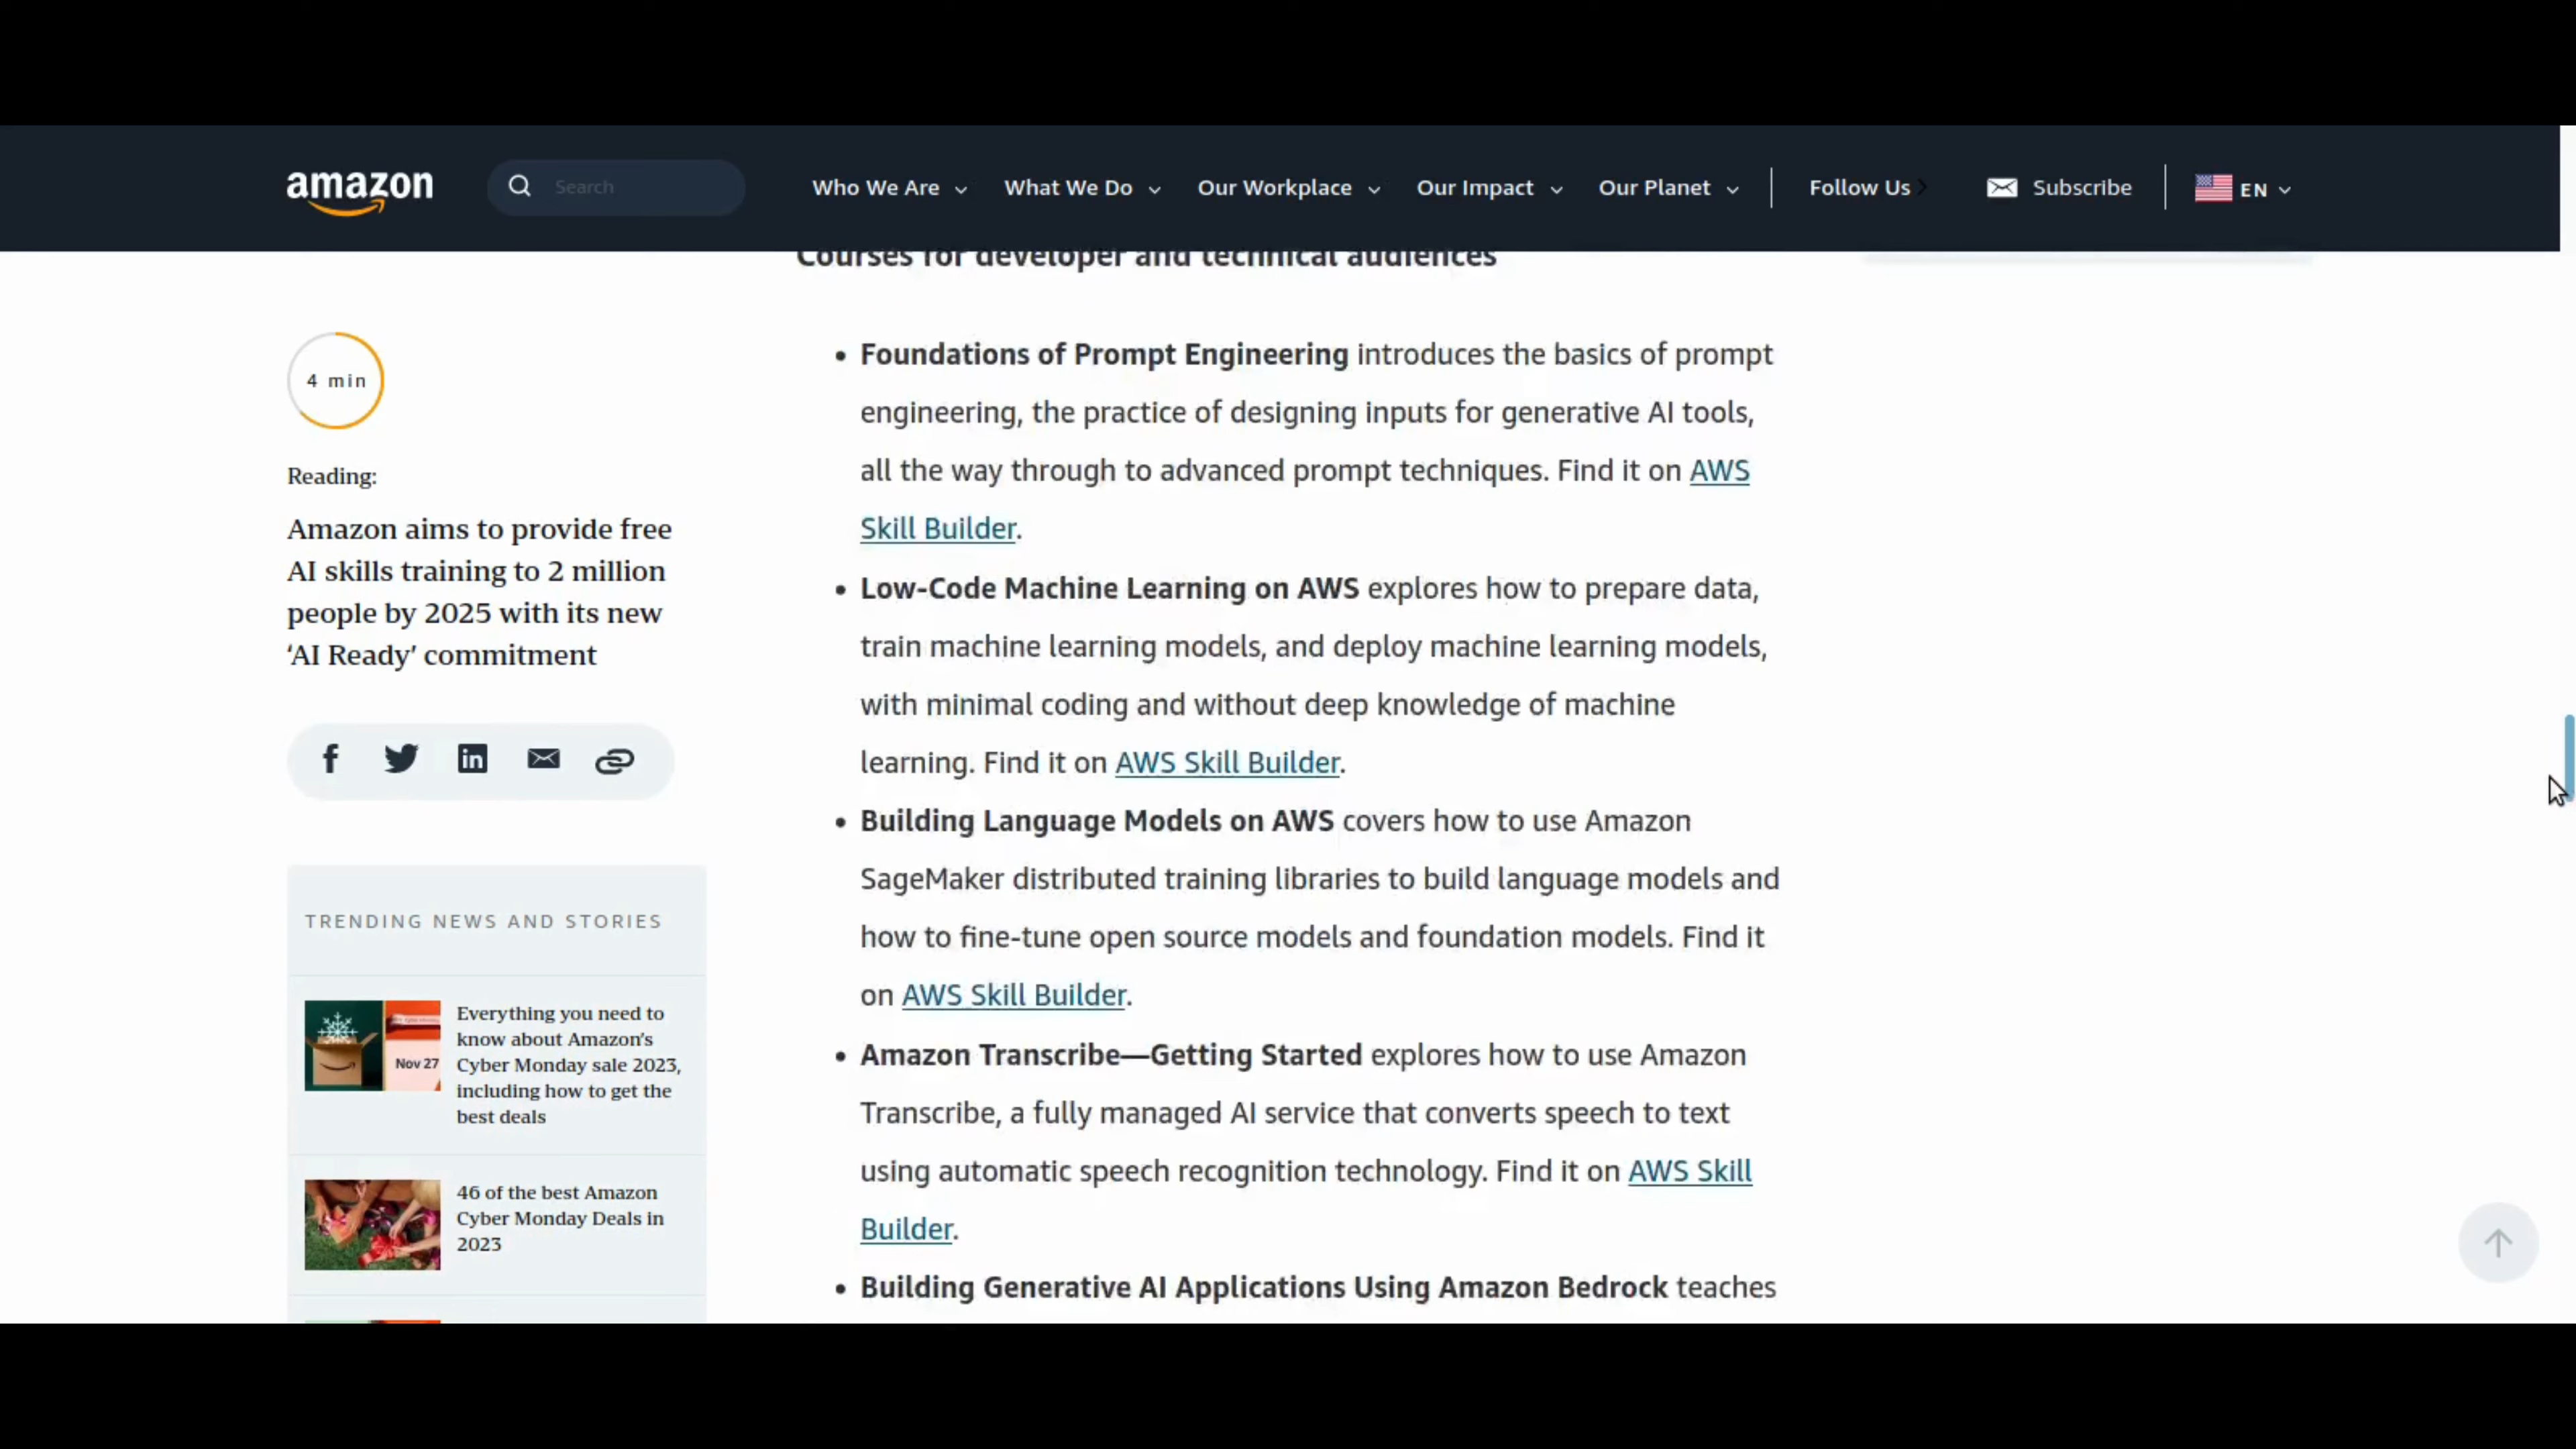 amazon
Search
Who We Are
What We Do
Our Workplace
Our Impact
Our Planet
Follow Us
Subscribe
EN
Courses for developer and technical audiences
4 min
Reading:
Amazon aims to provide free
AI skills training to 2 million
people by 2025 with its new
‘AI Ready’ commitment
TRENDING NEWS AND STORIES
Nov 27
Everything you need to
know about Amazon's
Cyber Monday sale 2023,
including how to get the
best deals
46 of the best Amazon
Cyber Monday Deals in
2023
• Foundations of Prompt Engineering introduces the basics of prompt
engineering, the practice of designing inputs for generative AI tools,
all the way through to advanced prompt techniques. Find it on AWS
Skill Builder.
• Low-Code Machine Learning on AWS explores how to prepare data,
train machine learning models, and deploy machine learning models,
with minimal coding and without deep knowledge of machine
learning. Find it on AWS Skill Builder.
• Building Language Models on AWS covers how to use Amazon
SageMaker distributed training libraries to build language models and
how to fine-tune open source models and foundation models. Find it
on AWS Skill Builder.
• Amazon Transcribe—Getting Started explores how to use Amazon
Transcribe, a fully managed AI service that converts speech to text
using automatic speech recognition technology. Find it on AWS Skill
Builder.
• Building Generative AI Applications Using Amazon Bedrock teaches